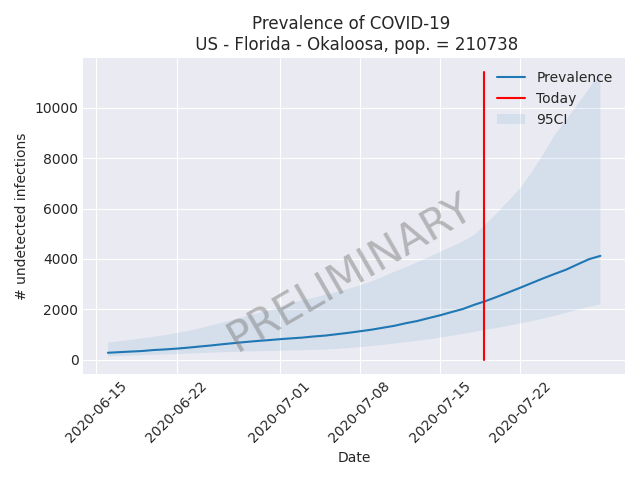 Prevalence of COVID-19
US - Florida - Okaloosa, pop. = 210738
Prevalence
Today
95CI
10000
8000
6000
4000
2000
0
# undetected infections
PRELIMINARY
2020-06-15
2020-06-22
2020-07-01
2020-07-08
2020-07-15
2020-07-22
Date